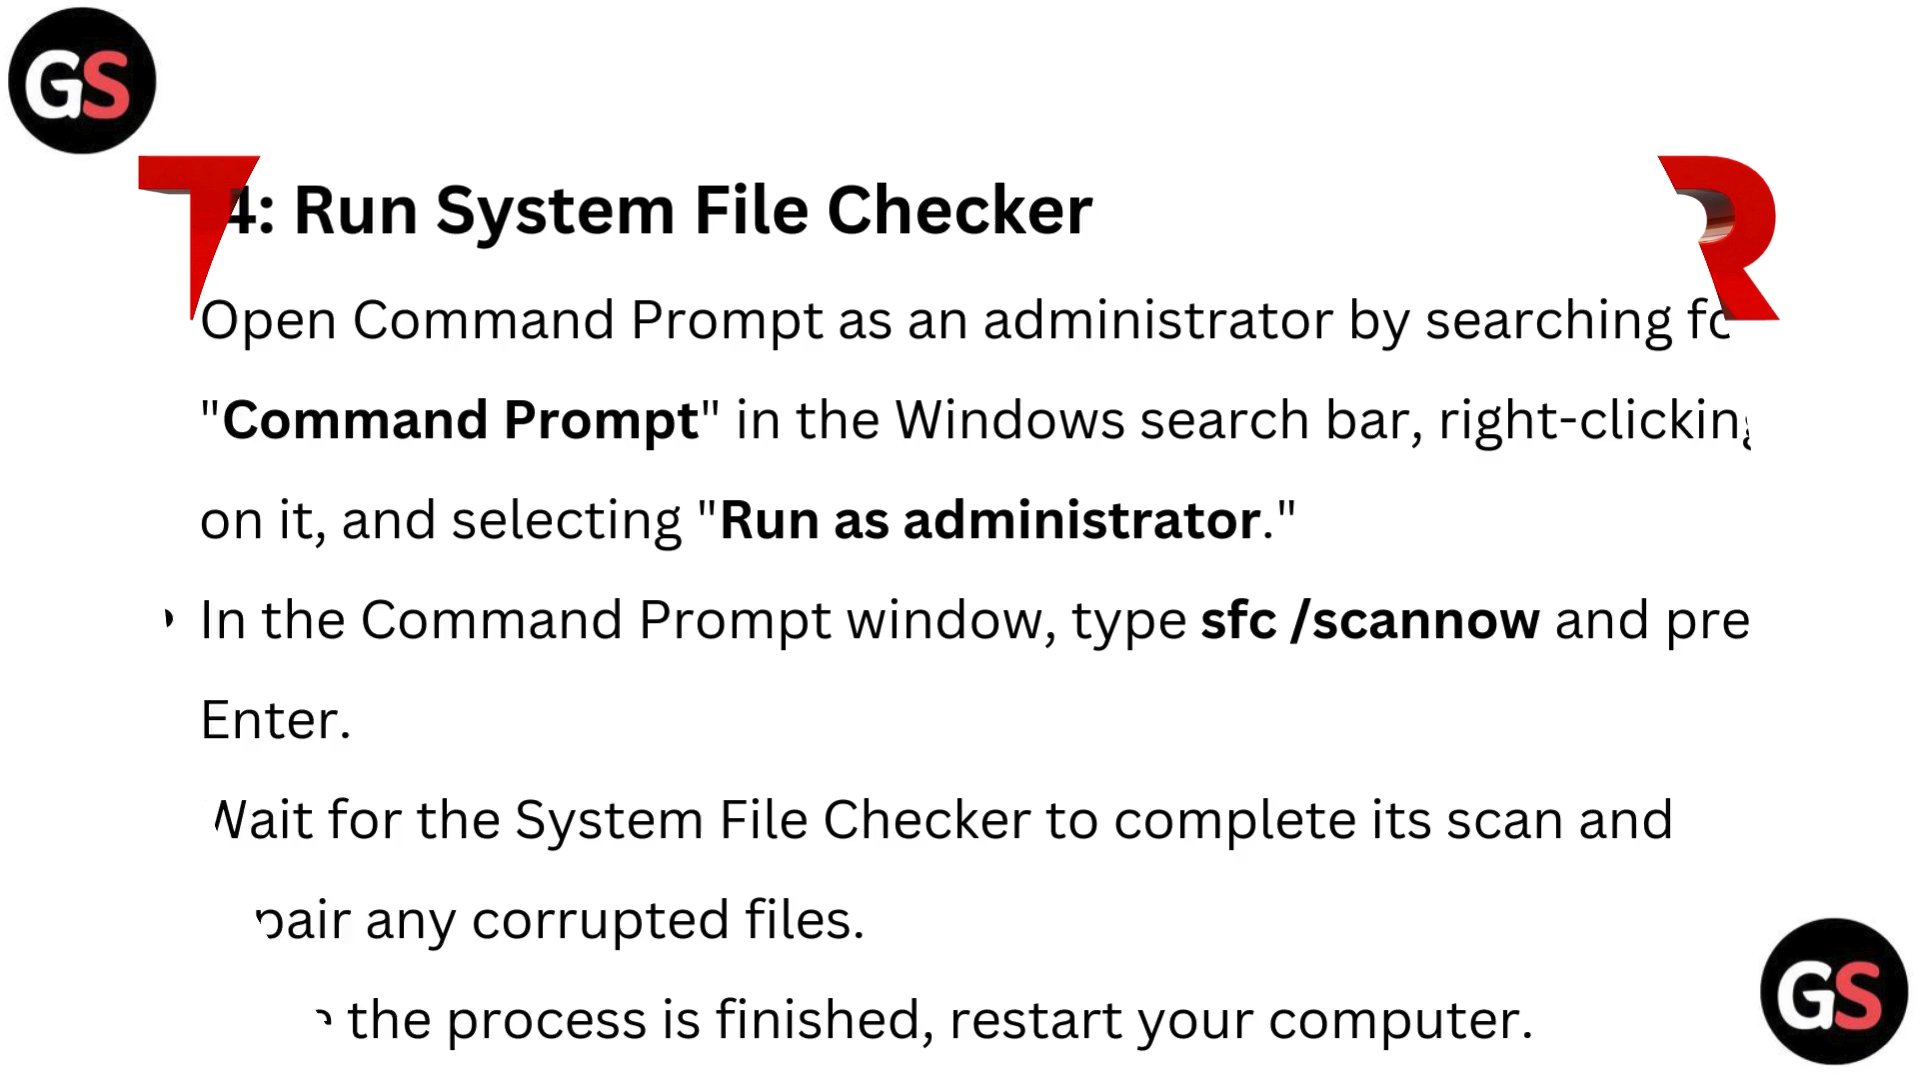 GS
4: Run System File Checker
Open Command Prompt as an administrator by searching
"Command Prompt" in the Windows search bar, right-clicking
on it, and selecting "Run as administrator."
In the Command Prompt window, type sfc /scannow and pre
Enter.
Wait for the System File Checker to complete its scan and
pair any corrupted files.
the process is finished, restart your computer.
GS